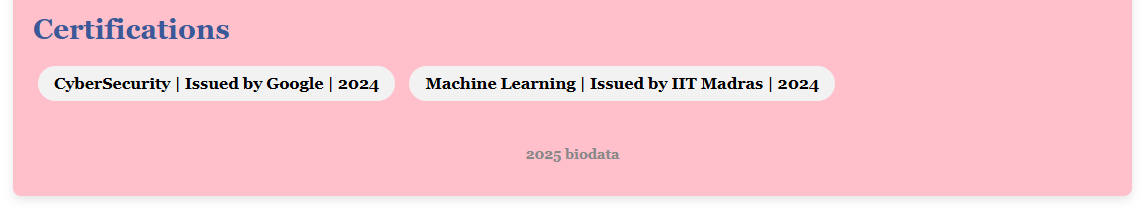 Certifications
CyberSecurity | Issued by Google | 2024
Machine Learning | Issued by IIT Madras | 2024
2025 biodata